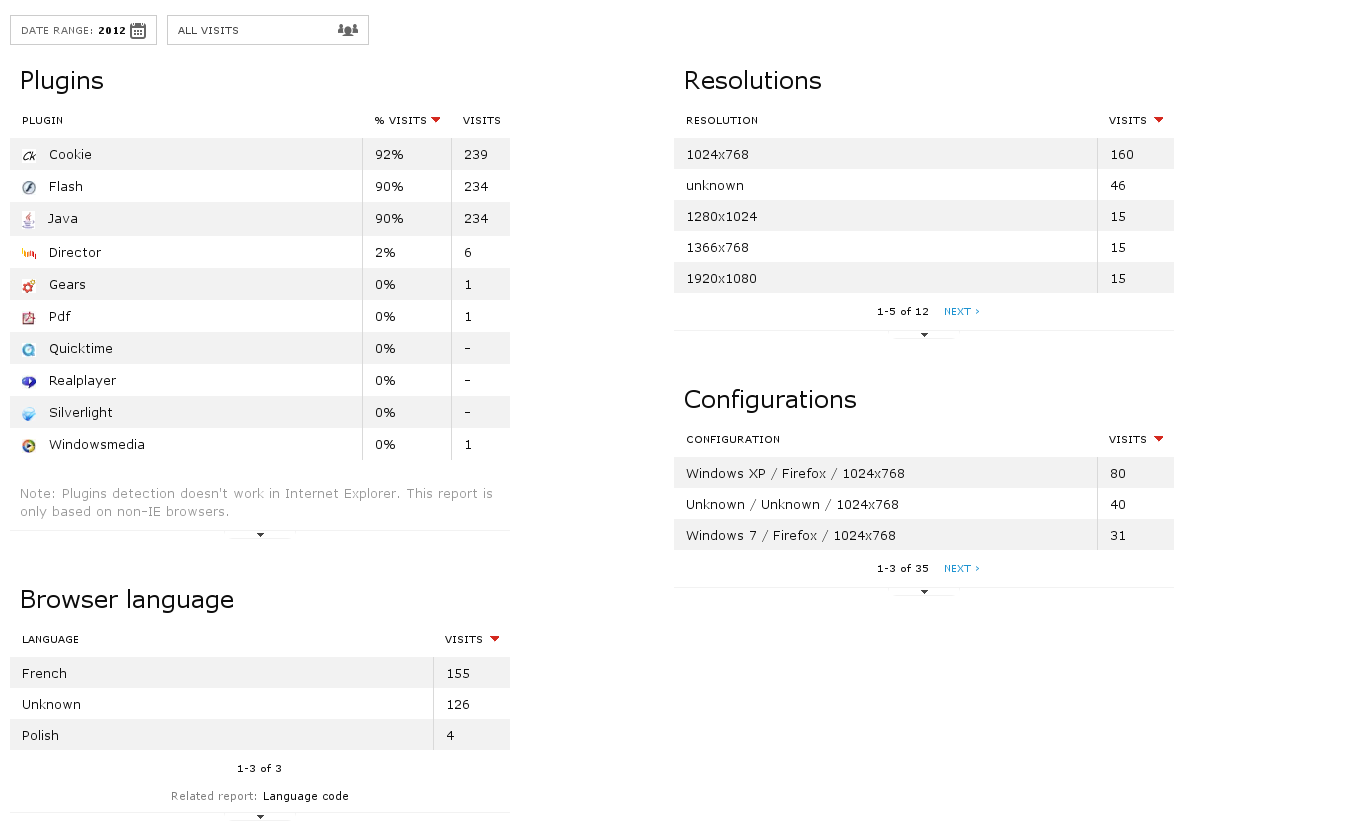 DATE RANGE: 2012
ALL VISITS
Plugins
PLUGIN % VISITS VISITS
Cookie 92% 239
Flash 90% 234
Java 90% 234
Director 2% 6
Gears 0% 1
Pdf 0% 1
Quicktime 0% -
Realplayer 0% -
Silverlight 0% -
Windowsmedia 0% 1
Note: Plugins detection doesn't work in Internet Explorer. This report is
only based on non-IE browsers.
Browser language
LANGUAGE VISITS
French 155
Unknown 126
Polish 4
1-3 of 3
Related report: Language code
Resolutions
RESOLUTION VISITS
1024x768 160
unknown 46
1280x1024 15
1366x768 15
1920x1080 15
1-5 of 12 NEXT ›
Configurations
CONFIGURATION VISITS
Windows XP / Firefox / 1024x768 80
Unknown / Unknown / 1024x768 40
Windows 7 / Firefox / 1024x768 31
1-3 of 35 NEXT ›